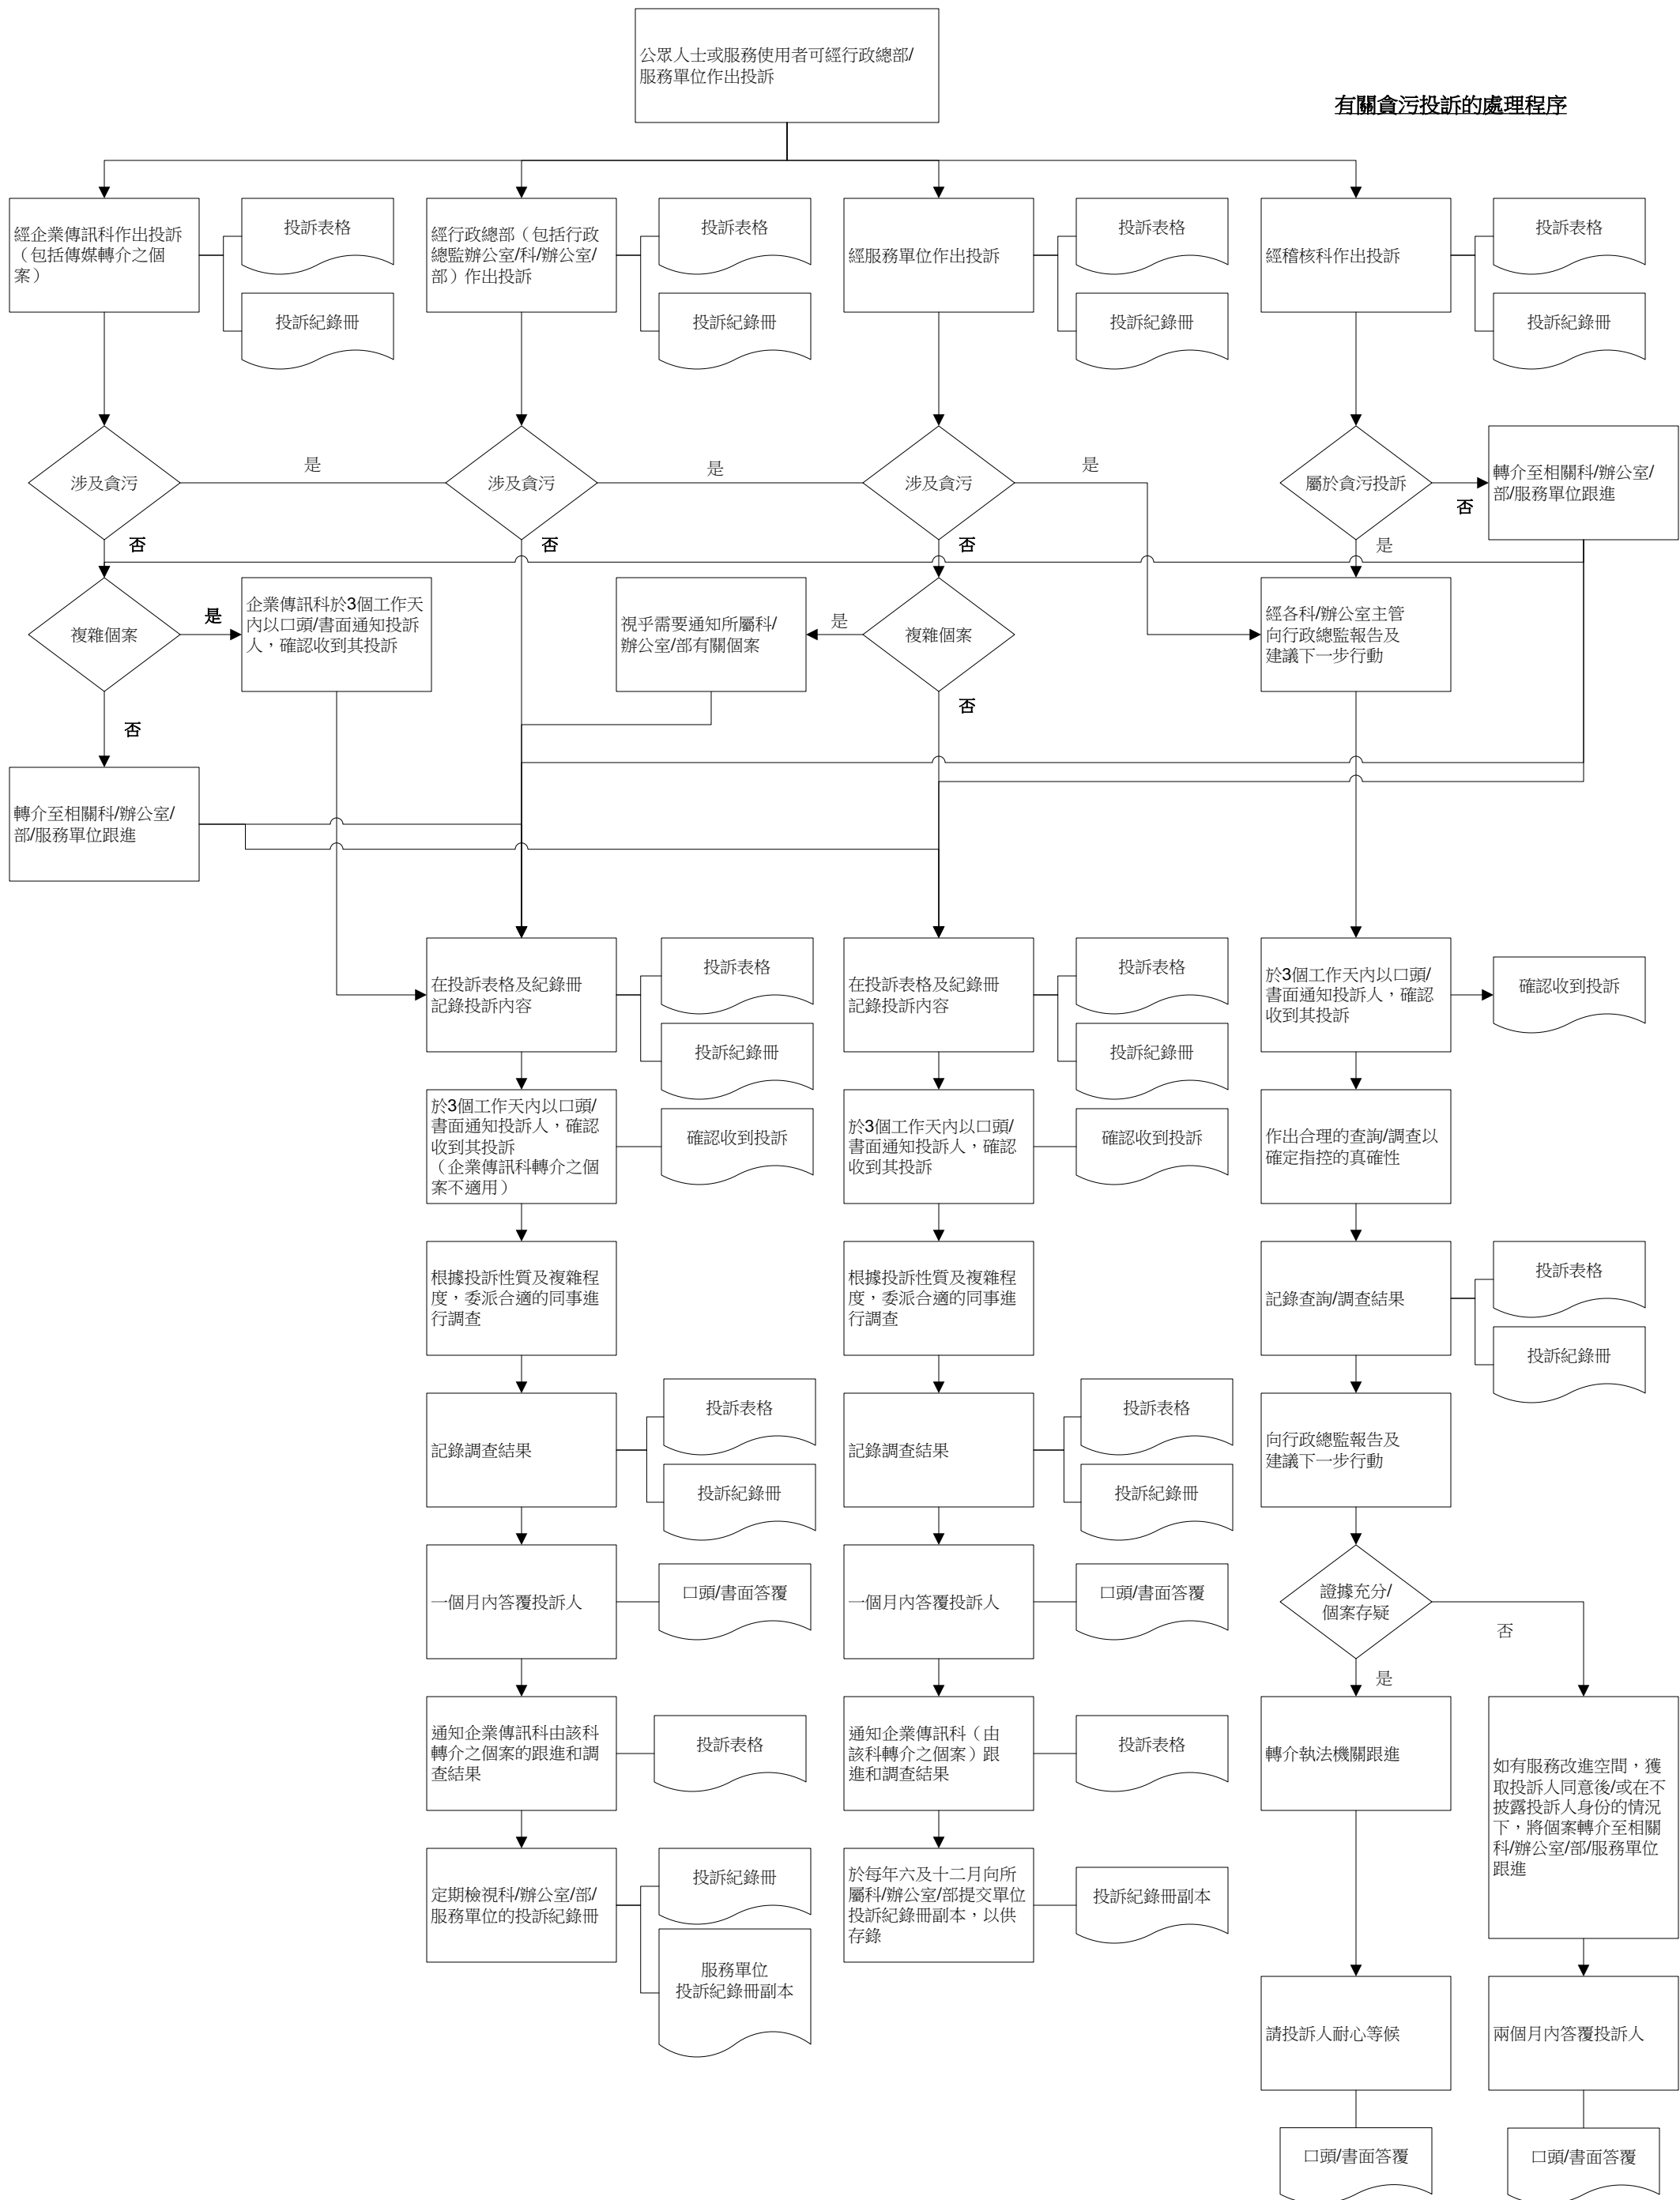 公眾人士或服務使用者可經行政總部/
服務單位作出投訴
有關貪污投訴的處理程序
經企業傳訊科作出投訴
（包括傳媒轉介之個
案）
投訴表格
投訴紀錄冊
經行政總部（包括行政
總監辦公室/科/辦公室/
部）作出投訴
投訴表格
投訴紀錄冊
經服務單位作出投訴
投訴表格
投訴紀錄冊
經稽核科作出投訴
投訴表格
投訴紀錄冊
涉及貪污
是
涉及貪污
是
涉及貪污
是
屬於貪污投訴
否
轉介至相關科/辦公室/
部/服務單位跟進
否
否
否
是
複雜個案
是
企業傳訊科於3個工作天
內以口頭/書面通知投訴
人，確認收到其投訴
視乎需要通知所屬科/
辦公室/部有關個案
是
複雜個案
經各科/辦公室主管
向行政總監報告及
建議下一步行動
否
否
轉介至相關科/辦公室/
部/服務單位跟進
在投訴表格及紀錄冊
記錄投訴內容
投訴表格
投訴紀錄冊
在投訴表格及紀錄冊
記錄投訴內容
投訴表格
投訴紀錄冊
於3個工作天內以口頭/
書面通知投訴人，確認
收到其投訴
確認收到投訴
於3個工作天內以口頭/
書面通知投訴人，確認
收到其投訴
（企業傳訊科轉介之個
案不適用）
確認收到投訴
於3個工作天內以口頭/
書面通知投訴人，確認
收到其投訴
確認收到投訴
作出合理的查詢/調查以
確定指控的真確性
根據投訴性質及複雜程
度，委派合適的同事進
行調查
根據投訴性質及複雜程
度，委派合適的同事進
行調查
記錄查詢/調查結果
投訴表格
投訴紀錄冊
記錄調查結果
投訴表格
投訴紀錄冊
記錄調查結果
投訴表格
投訴紀錄冊
向行政總監報告及
建議下一步行動
一個月內答覆投訴人
口頭/書面答覆
一個月內答覆投訴人
口頭/書面答覆
證據充分/
個案存疑
否
是
通知企業傳訊科由該科
轉介之個案的跟進和調
查結果
投訴表格
通知企業傳訊科（由
該科轉介之個案）跟
進和調查結果
投訴表格
轉介執法機關跟進
如有服務改進空間，獲
取投訴人同意後/或在不
披露投訴人身份的情況
下，將個案轉介至相關
科/辦公室/部/服務單位
跟進
定期檢視科/辦公室/部/
服務單位的投訴紀錄冊
投訴紀錄冊
服務單位
投訴紀錄冊副本
於每年六及十二月向所
屬科/辦公室/部提交單位
投訴紀錄冊副本，以供
存錄
投訴紀錄冊副本
請投訴人耐心等候
兩個月內答覆投訴人
口頭/書面答覆
口頭/書面答覆